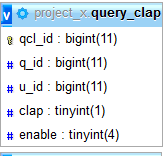 v project_x.query_clap
qcl_id : bigint(11)
# q_id : bigint(11)
# u_id : bigint(11)
# clap : tinyint(1)
# enable : tinyint(4)